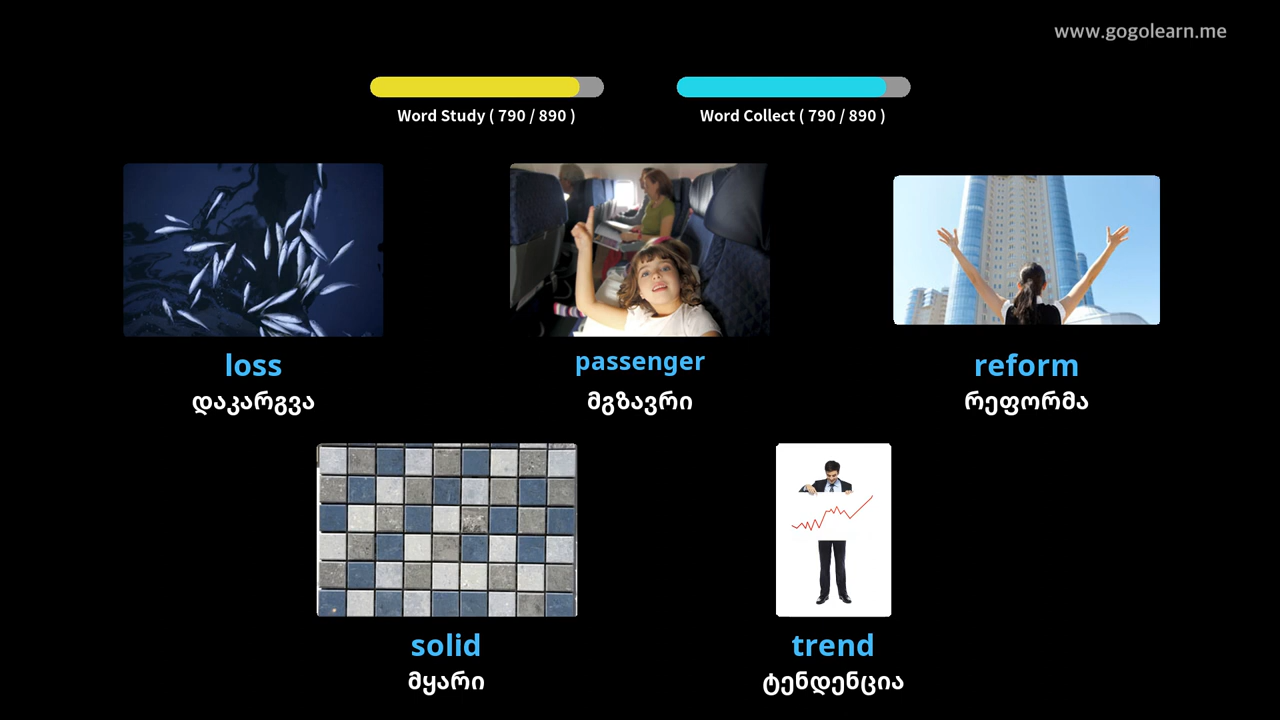 www.gogolearn.me
Word Study ( 790 / 890 )
Word Collect ( 790 / 890 )
loss
passenger
reform
დაკარგვა
მგზავრი
რეფორმა
solid
trend
მყარი
ტენდენცია